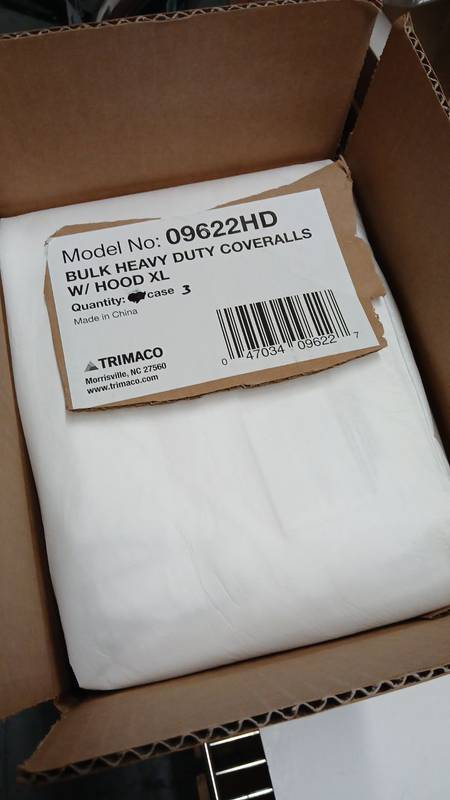 Model No: 09622HD
BULK HEAVY DUTY COVERALLS
W/ HOOD XL
Quantity: case 3
Made in China
0 47034 09622 7
TRIMACO
Morrisville, NC 27560
www.trimaco.com